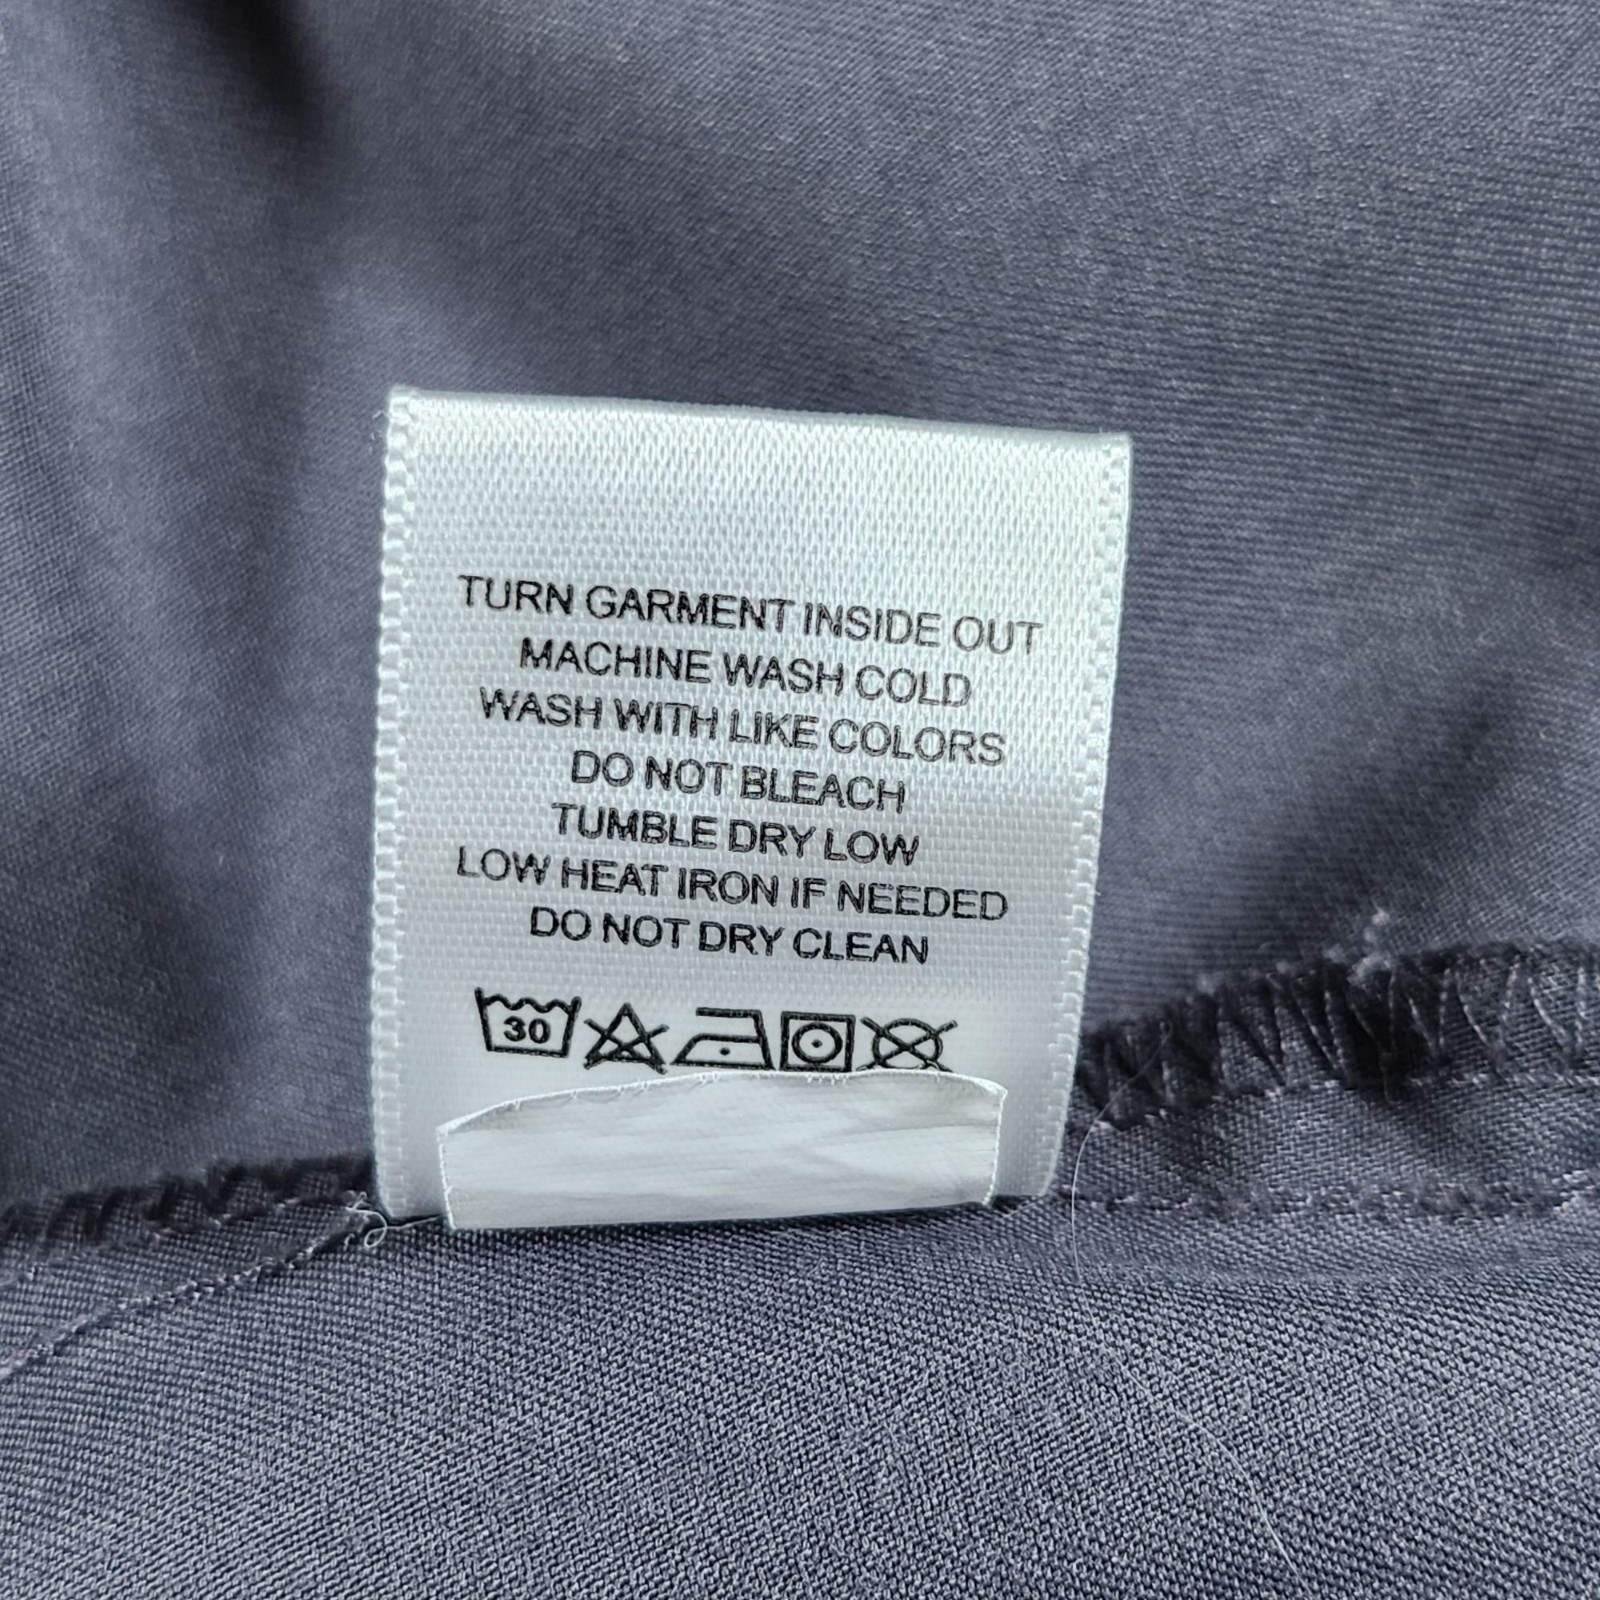 TURN GARMENT INSIDE OUT
MACHINE WASH COLD
WASH WITH LIKE COLORS
DO NOT BLEACH
TUMBLE DRY LOW
LOW HEAT IRON IF NEEDED
DO NOT DRY CLEAN
30